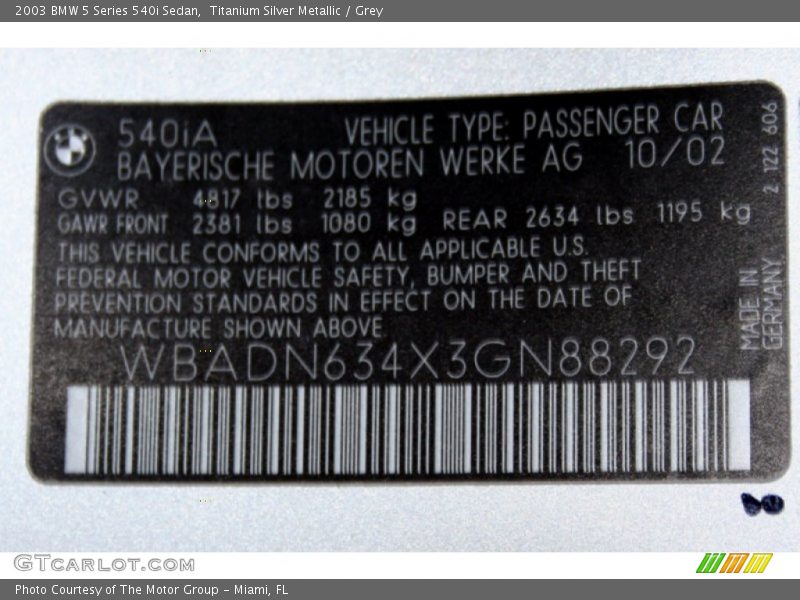 2003 BMW 5 Series 540i Sedan,  Titanium Silver Metallic / Grey
540iA VEHICLE TYPE: PASSENGER CAR
BAYERISCHE MOTOREN WERKE AG 10/02
GVWR 4817 lbs 2185 kg
GAWR FRONT 2381 lbs 1080 kg REAR 2634 lbs 1195 kg
THIS VEHICLE CONFORMS TO ALL APPLICABLE U.S.
FEDERAL MOTOR VEHICLE SAFETY, BUMPER AND THEFT
PREVENTION STANDARDS IN EFFECT ON THE DATE OF
MANUFACTURE SHOWN ABOVE
WBADN634X3GN88292
2 122 606
MADE IN
GERMANY
GTCARLOT.COM
Photo Courtesy of The Motor Group - Miami, FL